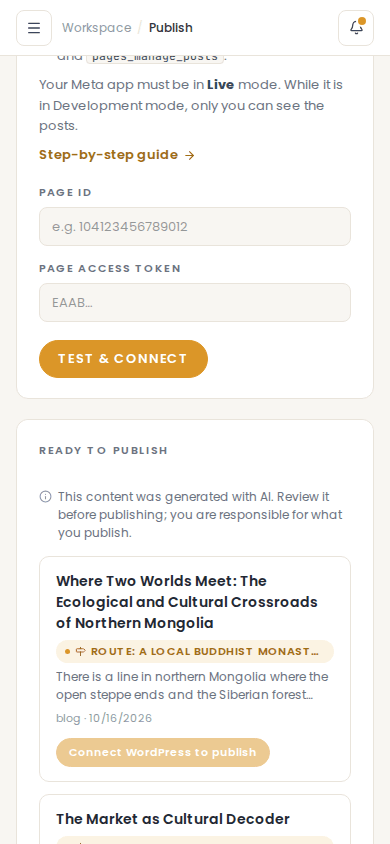 Workspace / Publish
and pages_manage_posts.
Your Meta app must be in Live mode. While it is
in Development mode, only you can see the
posts.
Step-by-step guide →
PAGE ID
e.g. 104123456789012
PAGE ACCESS TOKEN
EAAB…
TEST & CONNECT
READY TO PUBLISH
This content was generated with AI. Review it
before publishing; you are responsible for what
you publish.
Where Two Worlds Meet: The
Ecological and Cultural Crossroads
of Northern Mongolia
ROUTE: A LOCAL BUDDHIST MONAST…
There is a line in northern Mongolia where the
open steppe ends and the Siberian forest…
blog · 10/16/2026
Connect WordPress to publish
The Market as Cultural Decoder